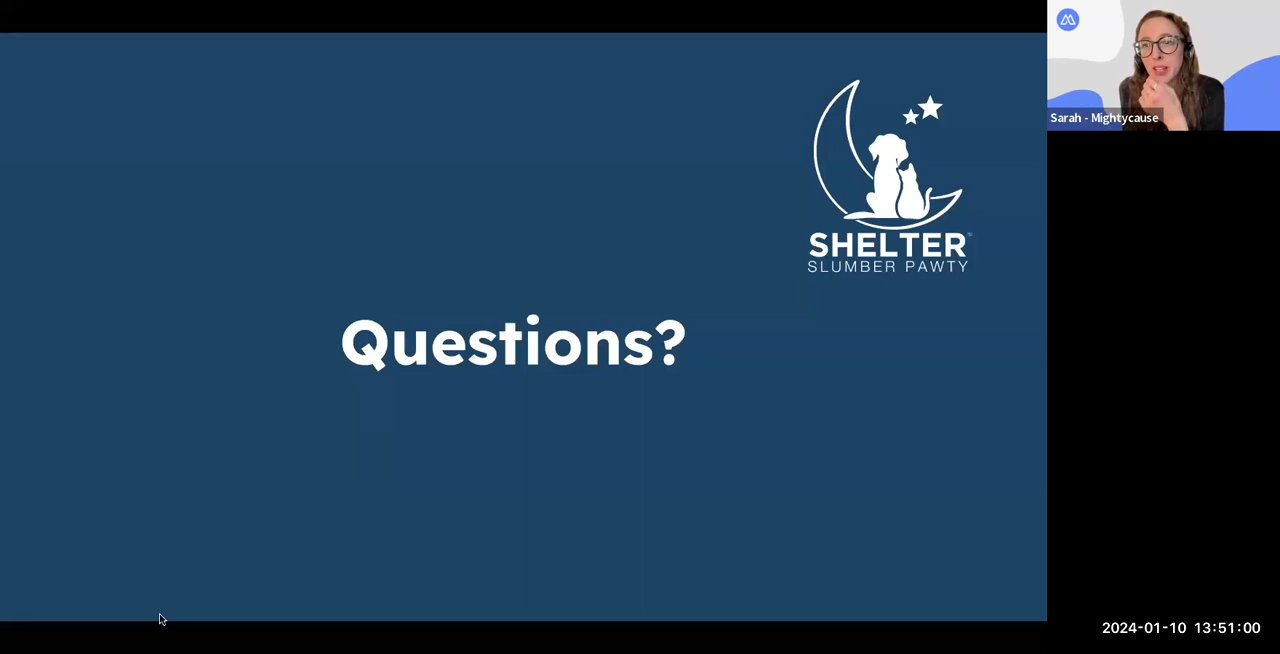 Sarah - Mightycause
SHELTER
SLUMBER PAWTY
Questions?
2024-01-10 13:51:00